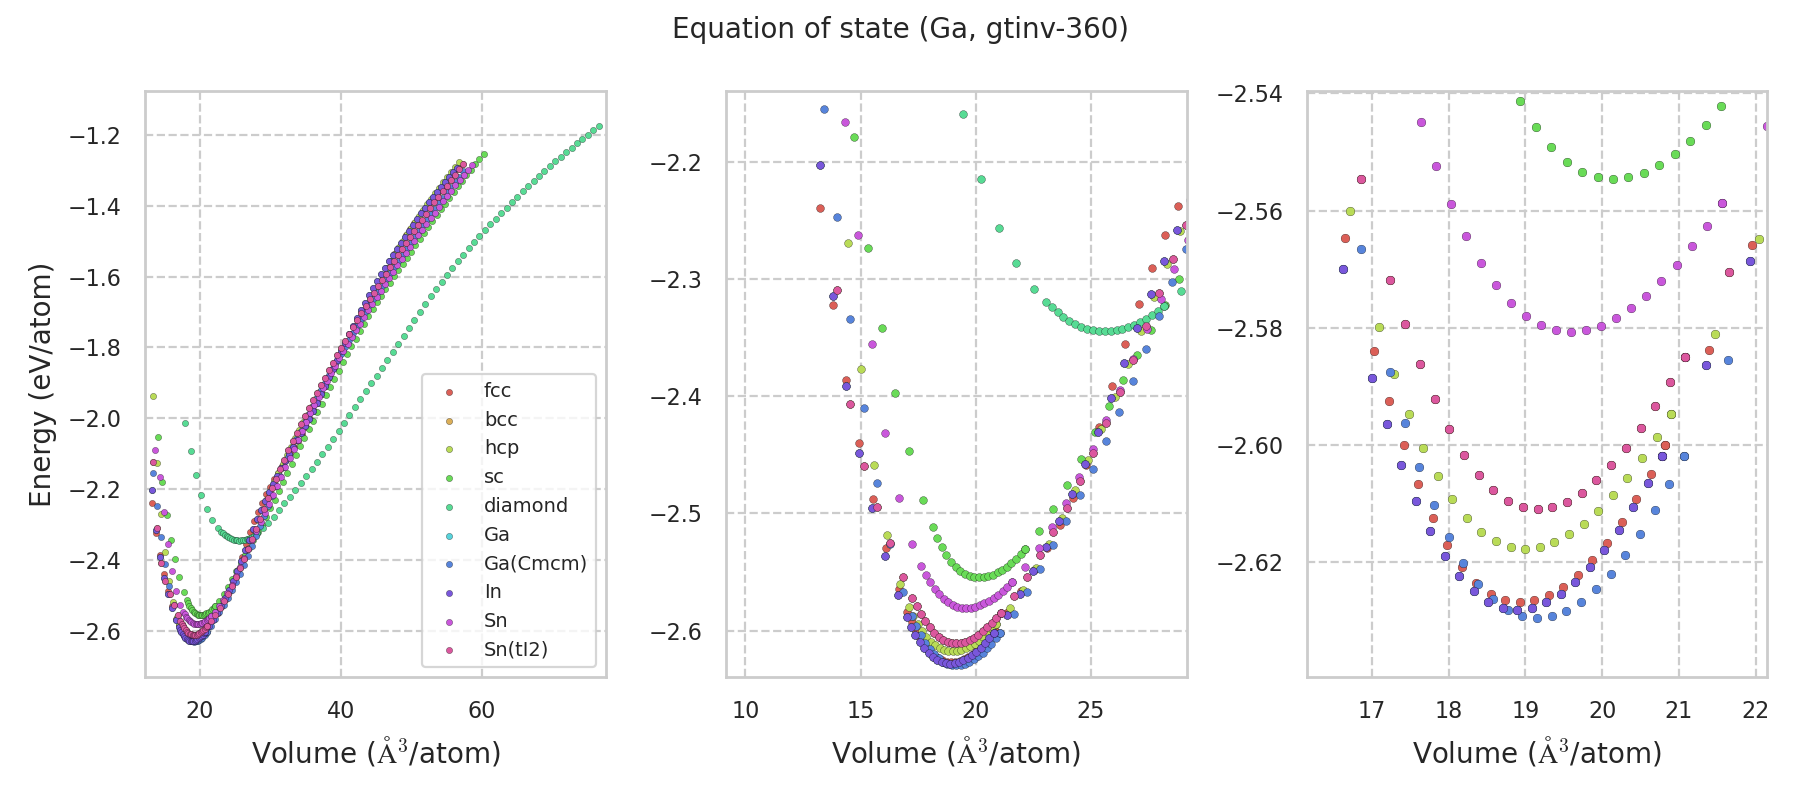 Equation of state (Ga, gtinv-360)
Energy (eV/atom)
−1.2
−1.4
−1.6
−1.8
−2.0
−2.2
−2.4
−2.6
20 40 60
Volume (Å³/atom)
fcc
bcc
hcp
sc
diamond
Ga
Ga(Cmcm)
In
Sn
Sn(tI2)
−2.2
−2.3
−2.4
−2.5
−2.6
10 15 20 25
Volume (Å³/atom)
−2.54
−2.56
−2.58
−2.60
−2.62
17 18 19 20 21 22
Volume (Å³/atom)